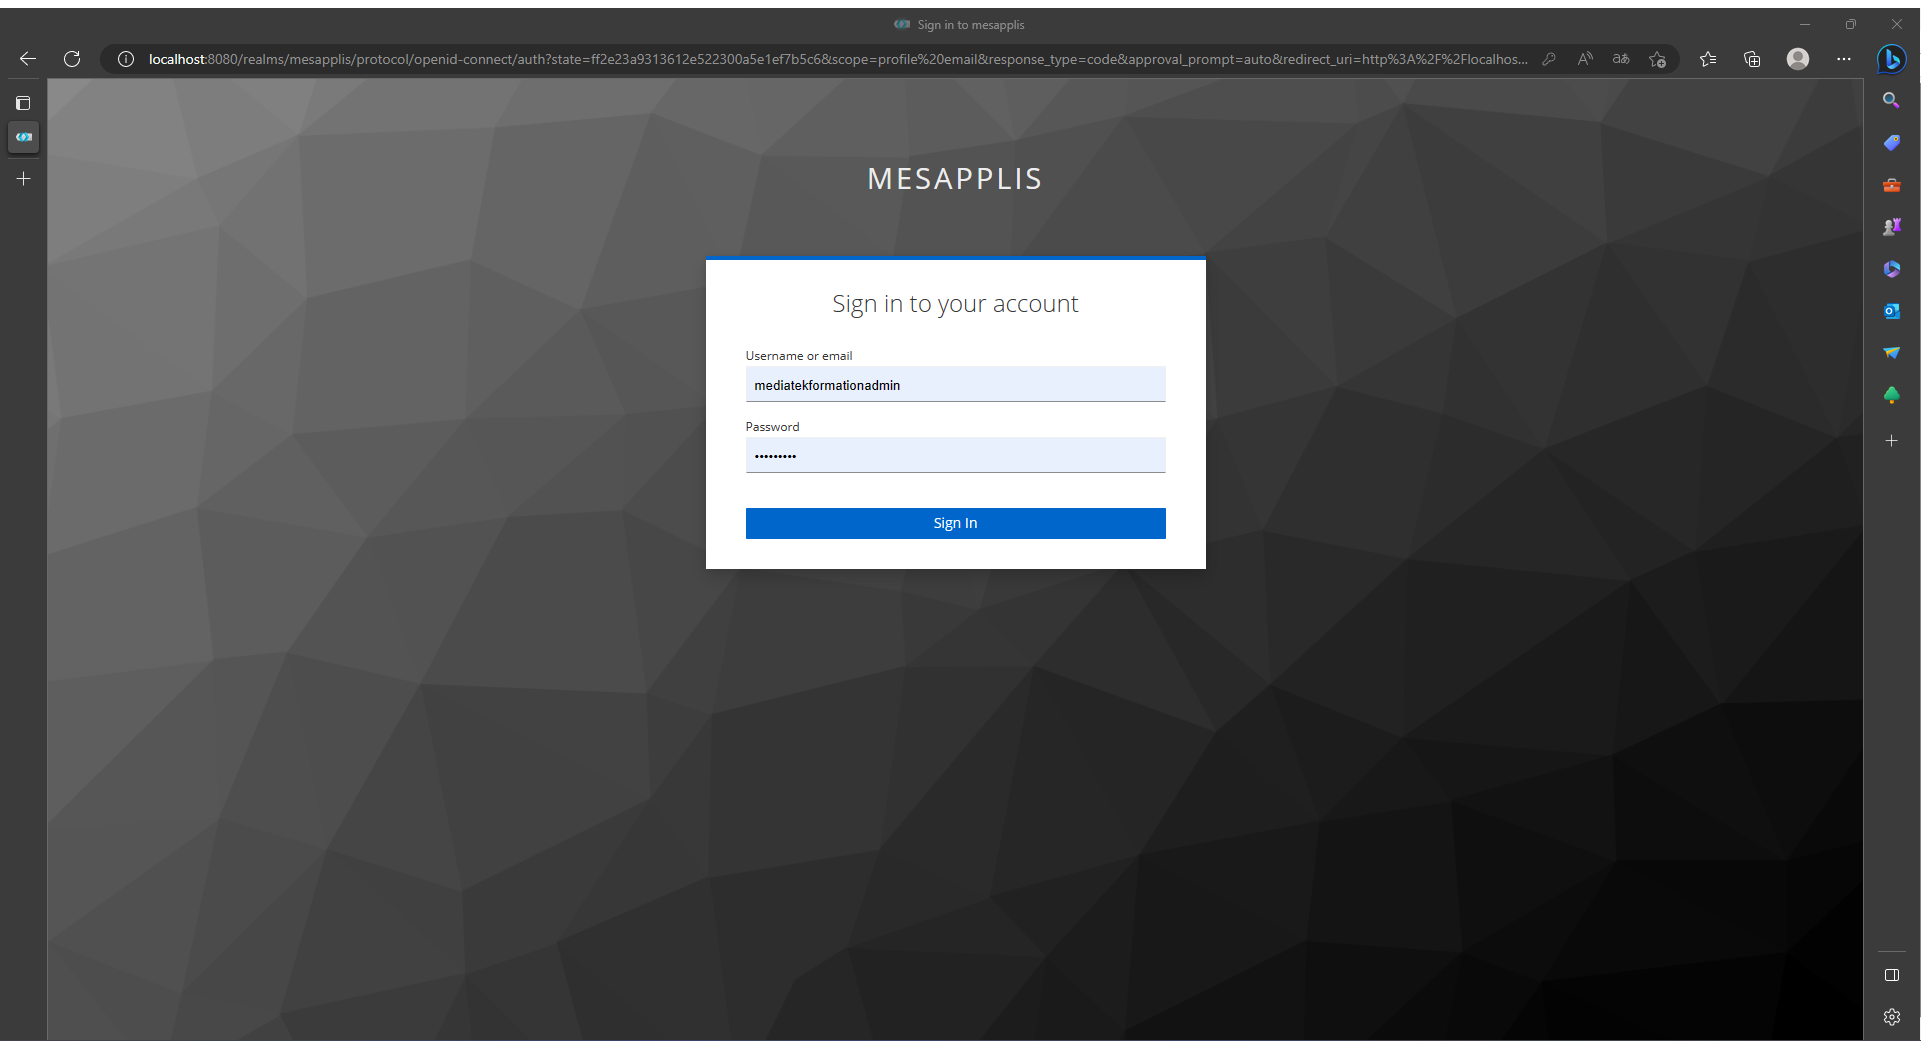 Sign in to mesapplis
localhost:8080/realms/mesapplis/protocol/openid-connect/auth?state=ff2e23a9313612e522300a5e1ef7b5c6&scope=profile%20email&response_type=code&approval_prompt=auto&redirect_uri=http%3A%2F%2Flocalhos...
MESAPPLIS
Sign in to your account
Username or email
mediatekformationadmin
Password
•••••••••
Sign In